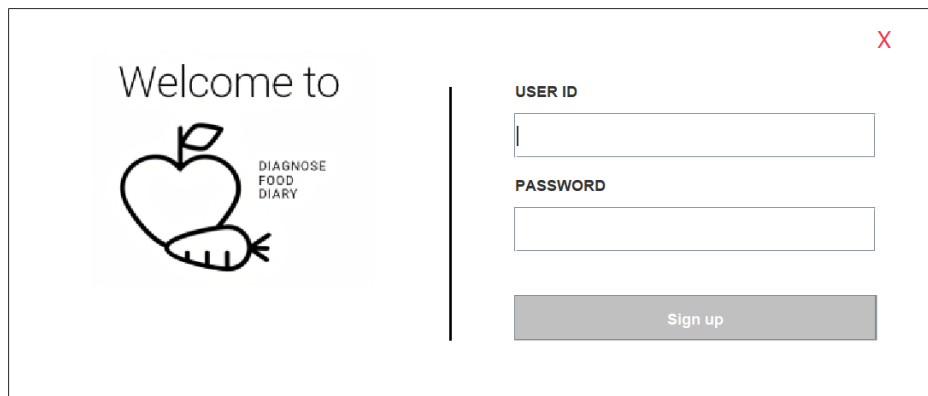 Welcome to
DIAGNOSE
FOOD
DIARY
X
USER ID
PASSWORD
Sign up